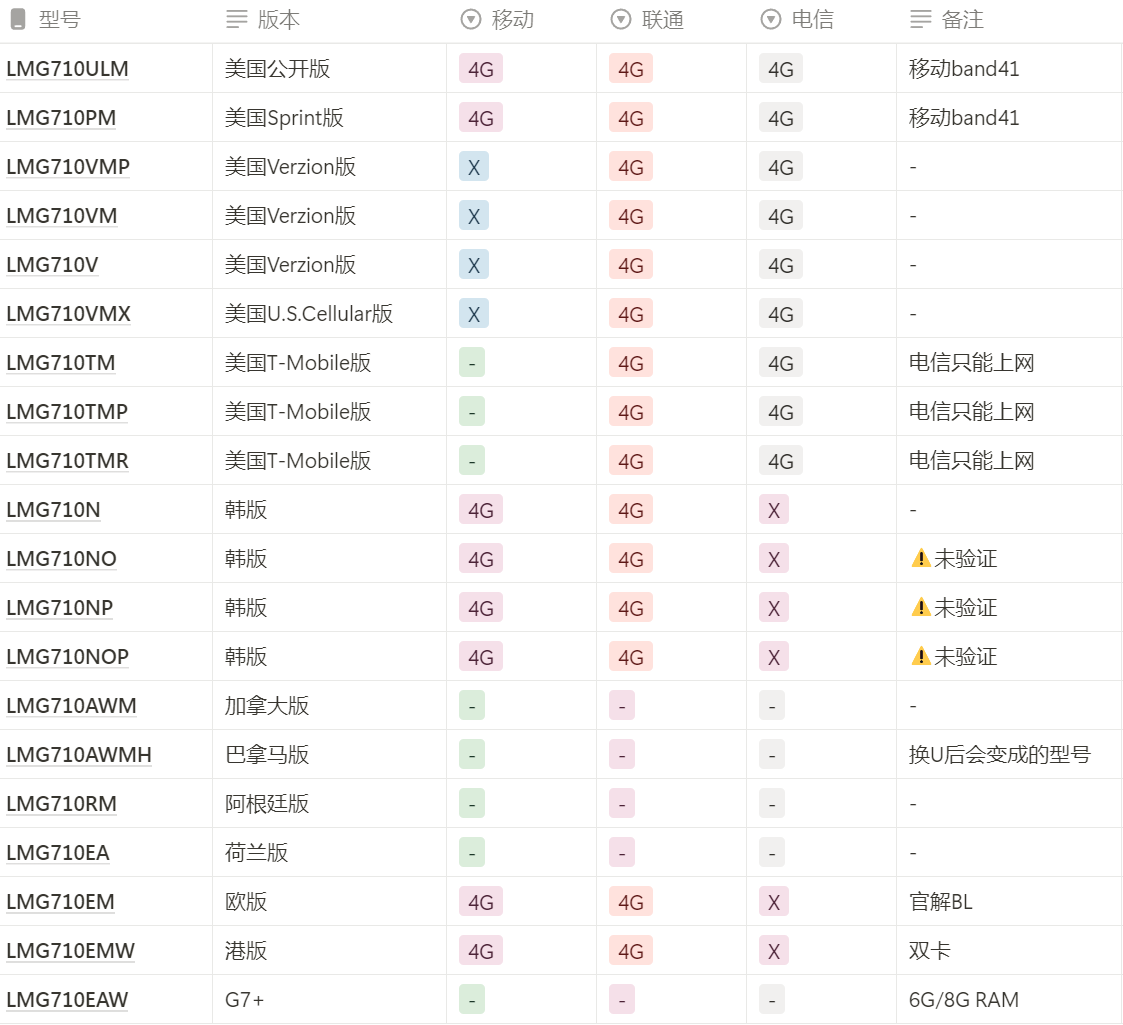 型号 版本 移动 联通 电信 备注
LMG710ULM 美国公开版 4G 4G 4G 移动band41
LMG710PM 美国Sprint版 4G 4G 4G 移动band41
LMG710VMP 美国Verzion版 X 4G 4G -
LMG710VM 美国Verzion版 X 4G 4G -
LMG710V 美国Verzion版 X 4G 4G -
LMG710VMX 美国U.S.Cellular版 X 4G 4G -
LMG710TM 美国T-Mobile版 - 4G 4G 电信只能上网
LMG710TMP 美国T-Mobile版 - 4G 4G 电信只能上网
LMG710TMR 美国T-Mobile版 - 4G 4G 电信只能上网
LMG710N 韩版 4G 4G X -
LMG710NO 韩版 4G 4G X ⚠️未验证
LMG710NP 韩版 4G 4G X ⚠️未验证
LMG710NOP 韩版 4G 4G X ⚠️未验证
LMG710AWM 加拿大版 - - - -
LMG710AWMH 巴拿马版 - - - 换U后会变成的型号
LMG710RM 阿根廷版 - - - -
LMG710EA 荷兰版 - - - -
LMG710EM 欧版 4G 4G X 官解BL
LMG710EMW 港版 4G 4G X 双卡
LMG710EAW G7+ - - - 6G/8G RAM